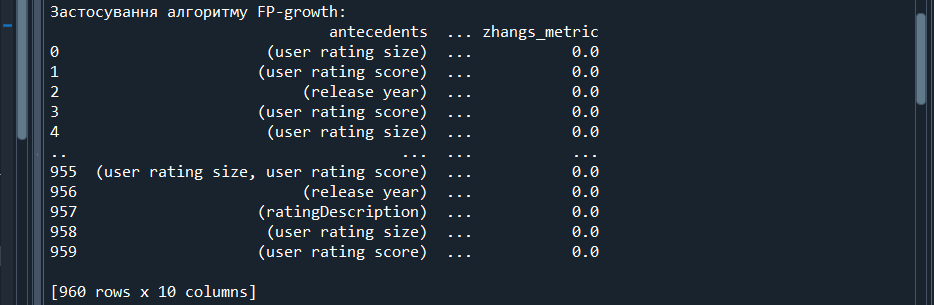 Застосування алгоритму FP-growth:
antecedents ... zhangs_metric
0 (user rating size) ... 0.0
1 (user rating score) ... 0.0
2 (release year) ... 0.0
3 (user rating score) ... 0.0
4 (user rating size) ... 0.0
.. ... ... ...
955 (user rating size, user rating score) ... 0.0
956 (release year) ... 0.0
957 (ratingDescription) ... 0.0
958 (user rating size) ... 0.0
959 (user rating score) ... 0.0
[960 rows x 10 columns]